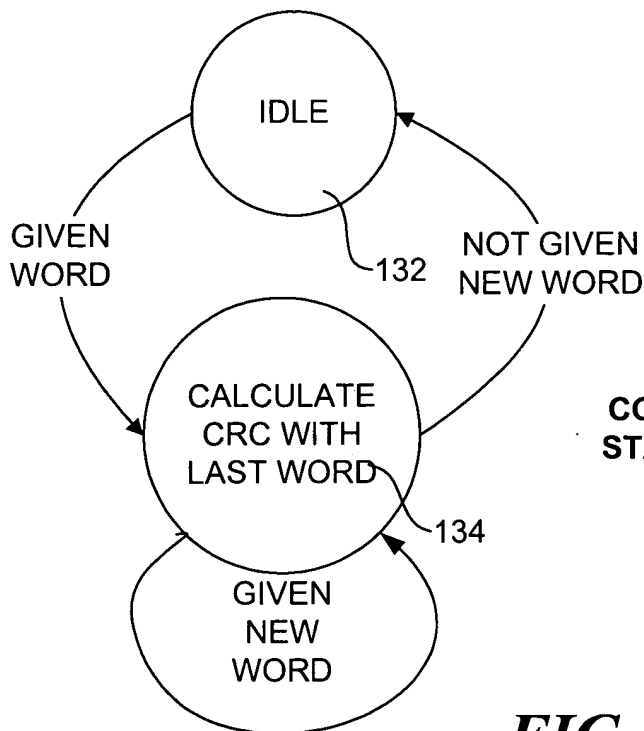 IDLE
132
GIVEN
WORD
NOT GIVEN
NEW WORD
CALCULATE
CRC WITH
LAST WORD
134
GIVEN
NEW
WORD